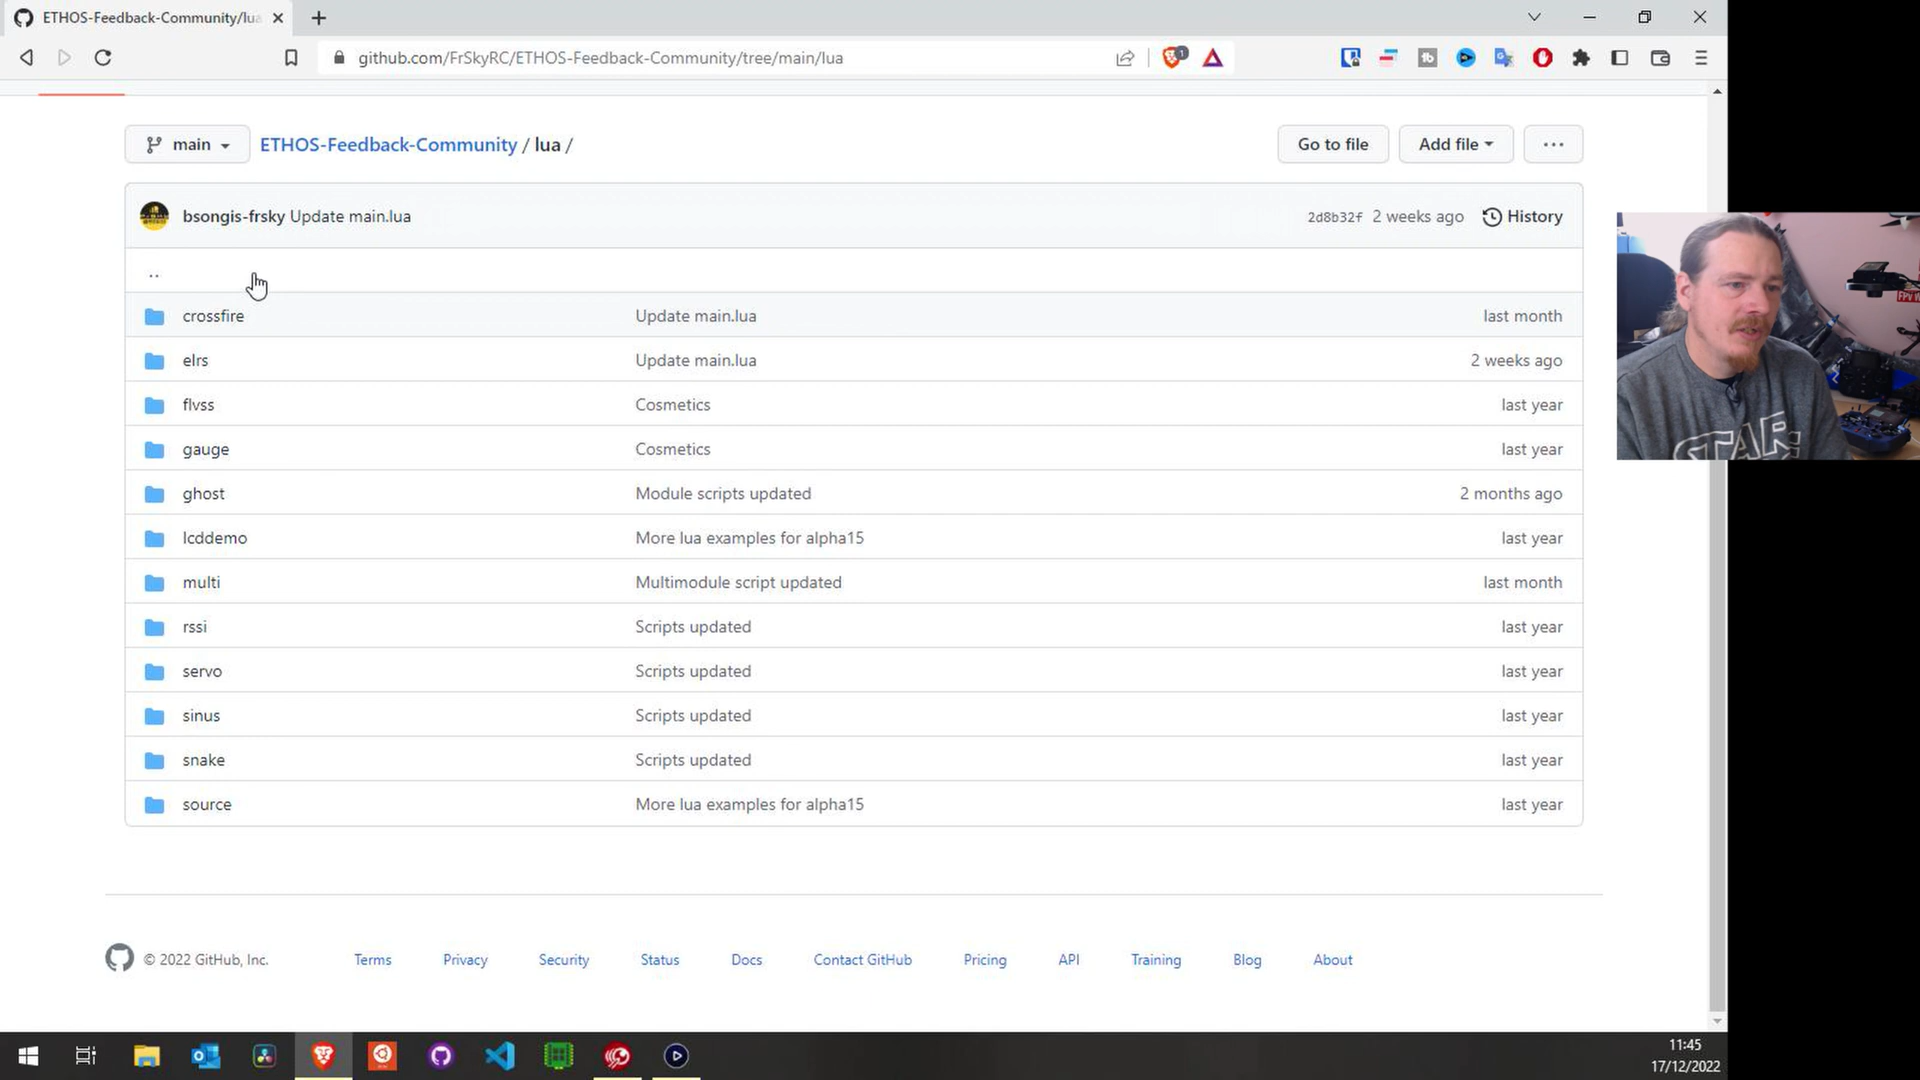 ETHOS-Feedback-Community/lua
github.com/FrSkyRC/ETHOS-Feedback-Community/tree/main/lua
1
main
ETHOS-Feedback-Community / lua /
Go to file
Add file
bsongis-frsky Update main.lua
2d8b32f 2 weeks ago
History
..
crossfire Update main.lua last month
elrs Update main.lua 2 weeks ago
flvss Cosmetics last year
gauge Cosmetics last year
ghost Module scripts updated 2 months ago
lcddemo More lua examples for alpha15 last year
multi Multimodule script updated last month
rssi Scripts updated last year
servo Scripts updated last year
sinus Scripts updated last year
snake Scripts updated last year
source More lua examples for alpha15 last year
© 2022 GitHub, Inc. Terms Privacy Security Status Docs Contact GitHub Pricing API Training Blog About
STAR
FPV
11:45
17/12/2022